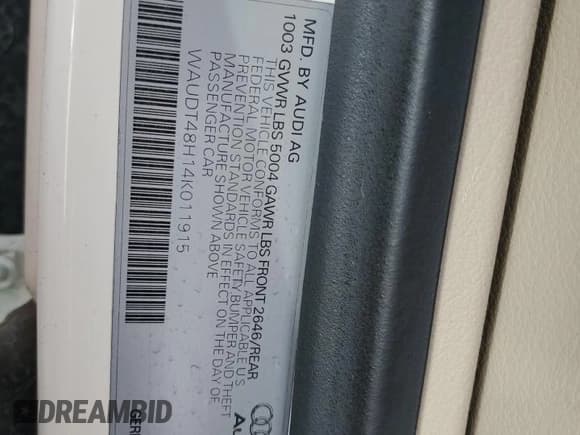 MFD. BY AUDI AG
1003 GVWR LBS 5004 GAWR LBS FRONT 2646/REAR
THIS VEHICLE CONFORMS TO ALL APPLICABLE U.S.
FEDERAL MOTOR VEHICLE SAFETY BUMPER AND THEFT
PREVENTION STANDARDS IN EFFECT ON THE DAY OF
MANUFACTURE SHOWN ABOVE
PASSENGER CAR
WAUDT48H14K011915
DREAMBID